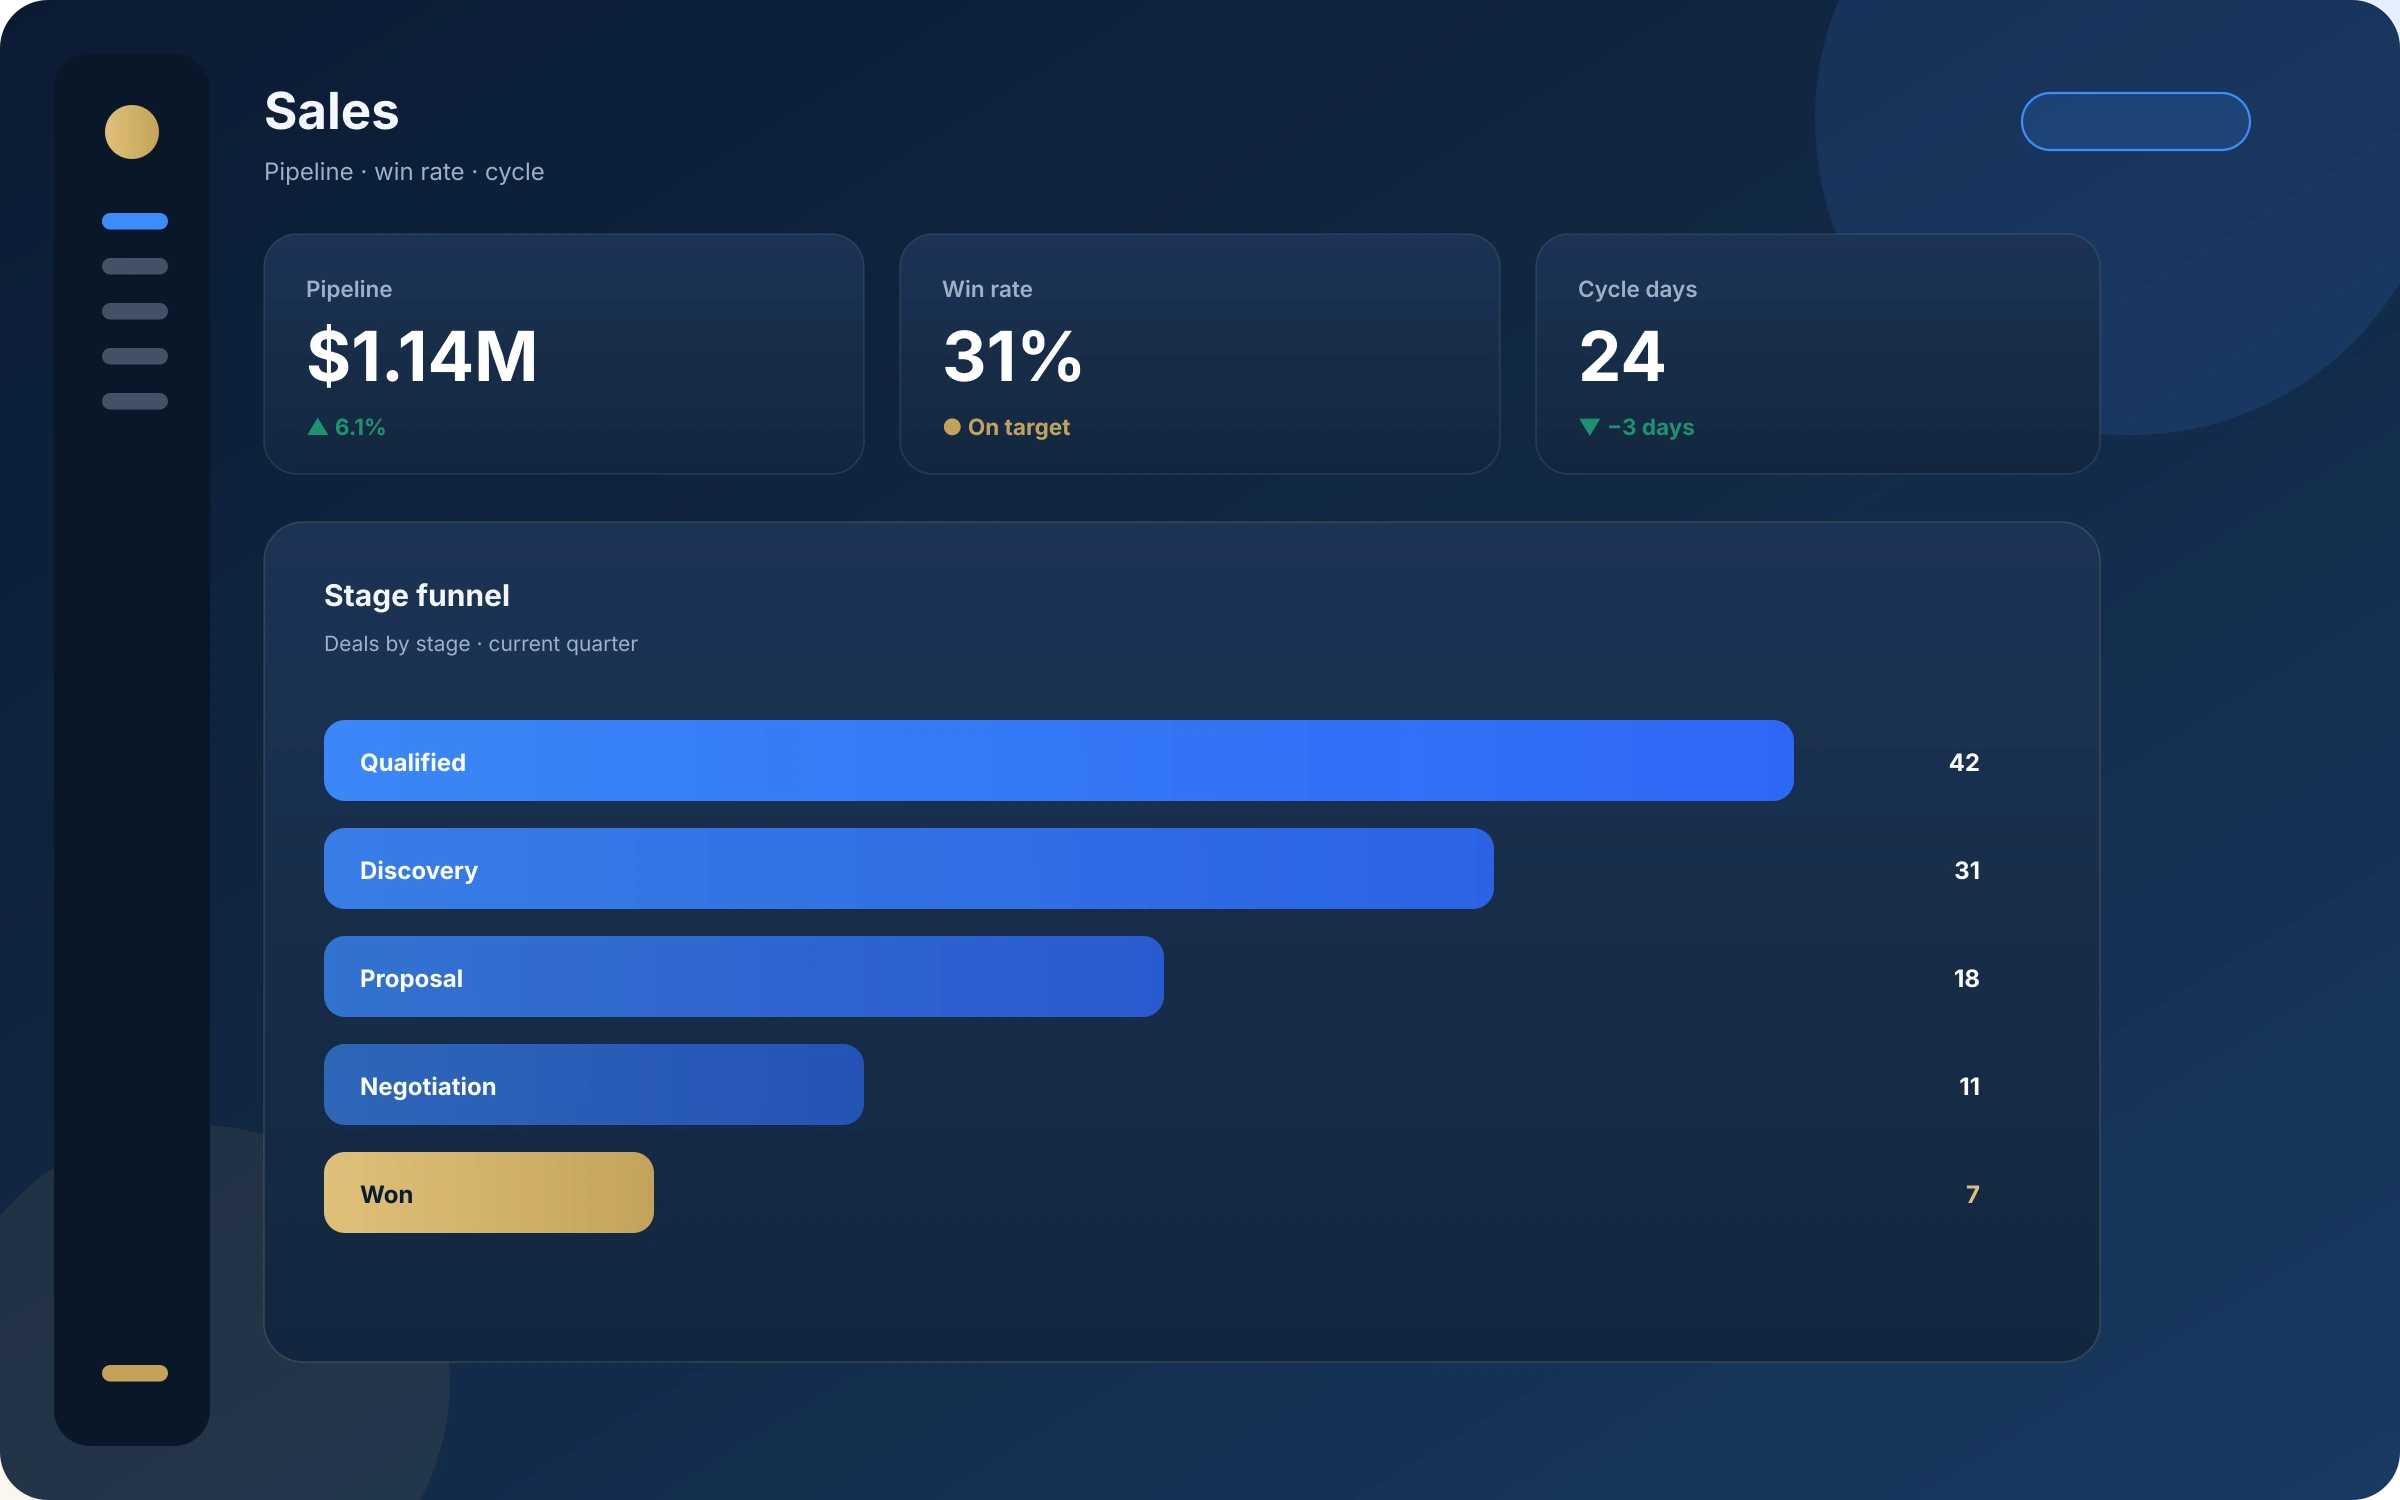 Sales
Pipeline · win rate · cycle
Pipeline
$1.14M
▲ 6.1%
Win rate
31%
● On target
Cycle days
24
▼ −3 days
Stage funnel
Deals by stage · current quarter
Qualified 42
Discovery 31
Proposal 18
Negotiation 11
Won 7